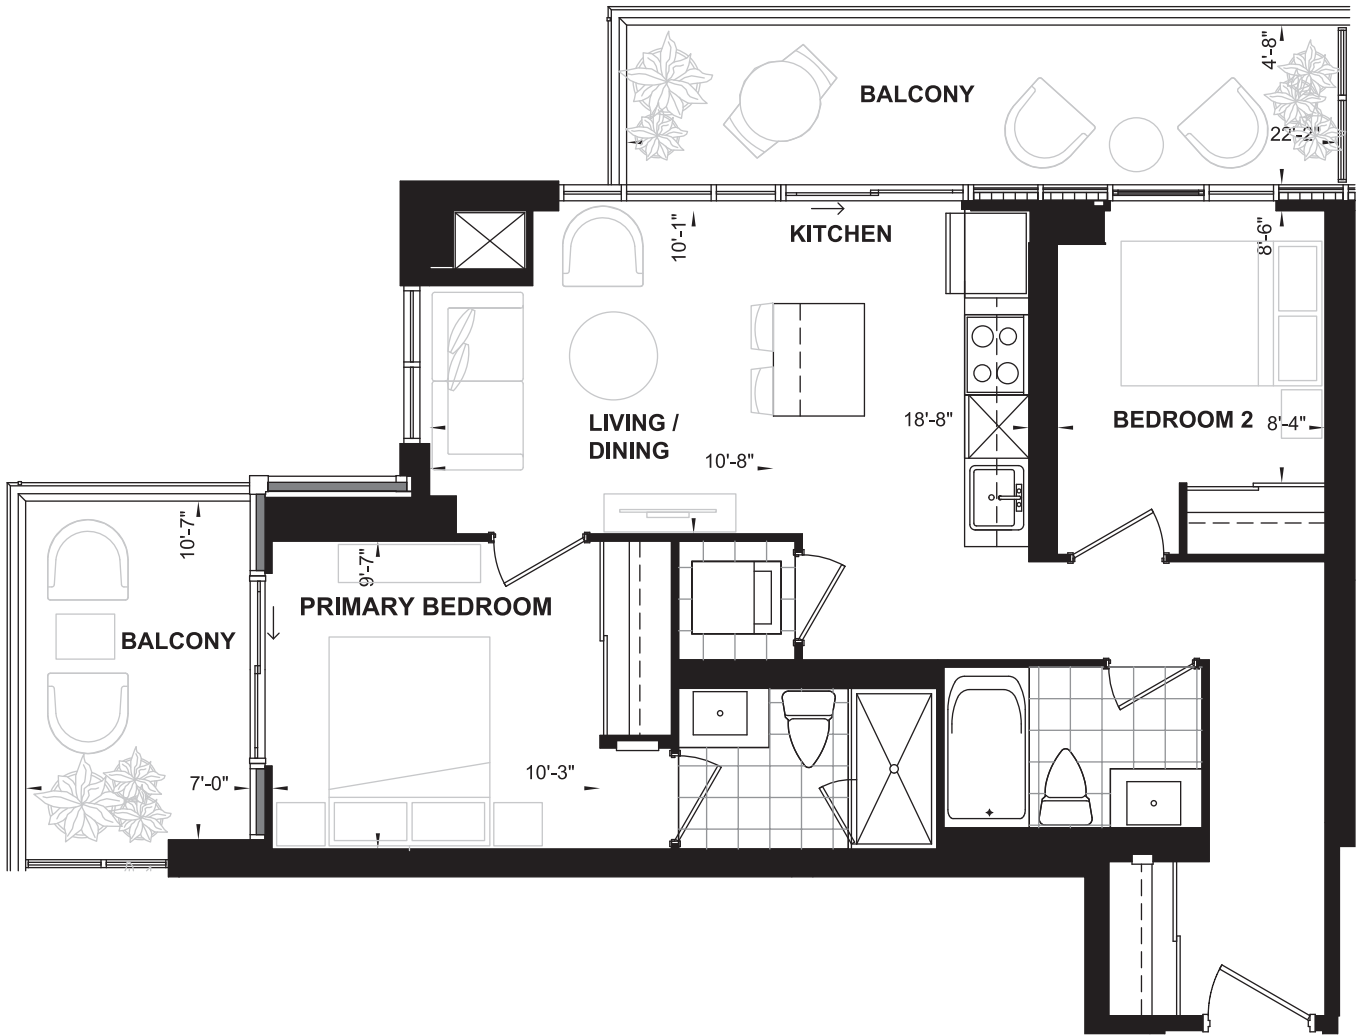 4'-8"
BALCONY
22'-2"
10'-1"
KITCHEN
8'-6"
LIVING /
DINING
18'-8"
BEDROOM 2
8'-4"
10'-8"
10'-7"
9'-7"
PRIMARY BEDROOM
BALCONY
7'-0"
10'-3"